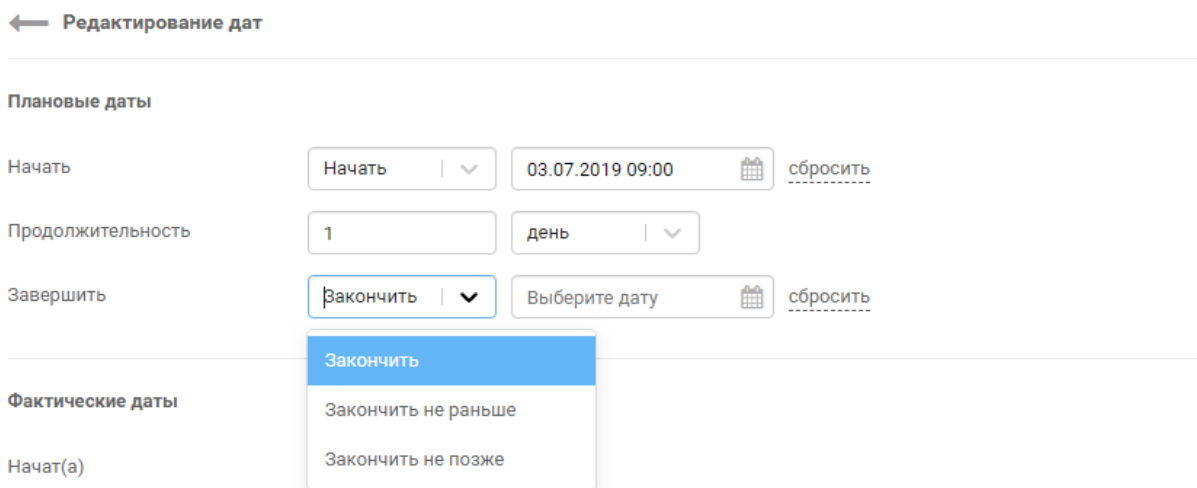 Редактирование дат
Плановые даты
Начать Начать 03.07.2019 09:00 сбросить
Продолжительность 1 день
Завершить Закончить Выберите дату сбросить
Закончить
Фактические даты
Закончить не раньше
Закончить не позже
Начат(а)